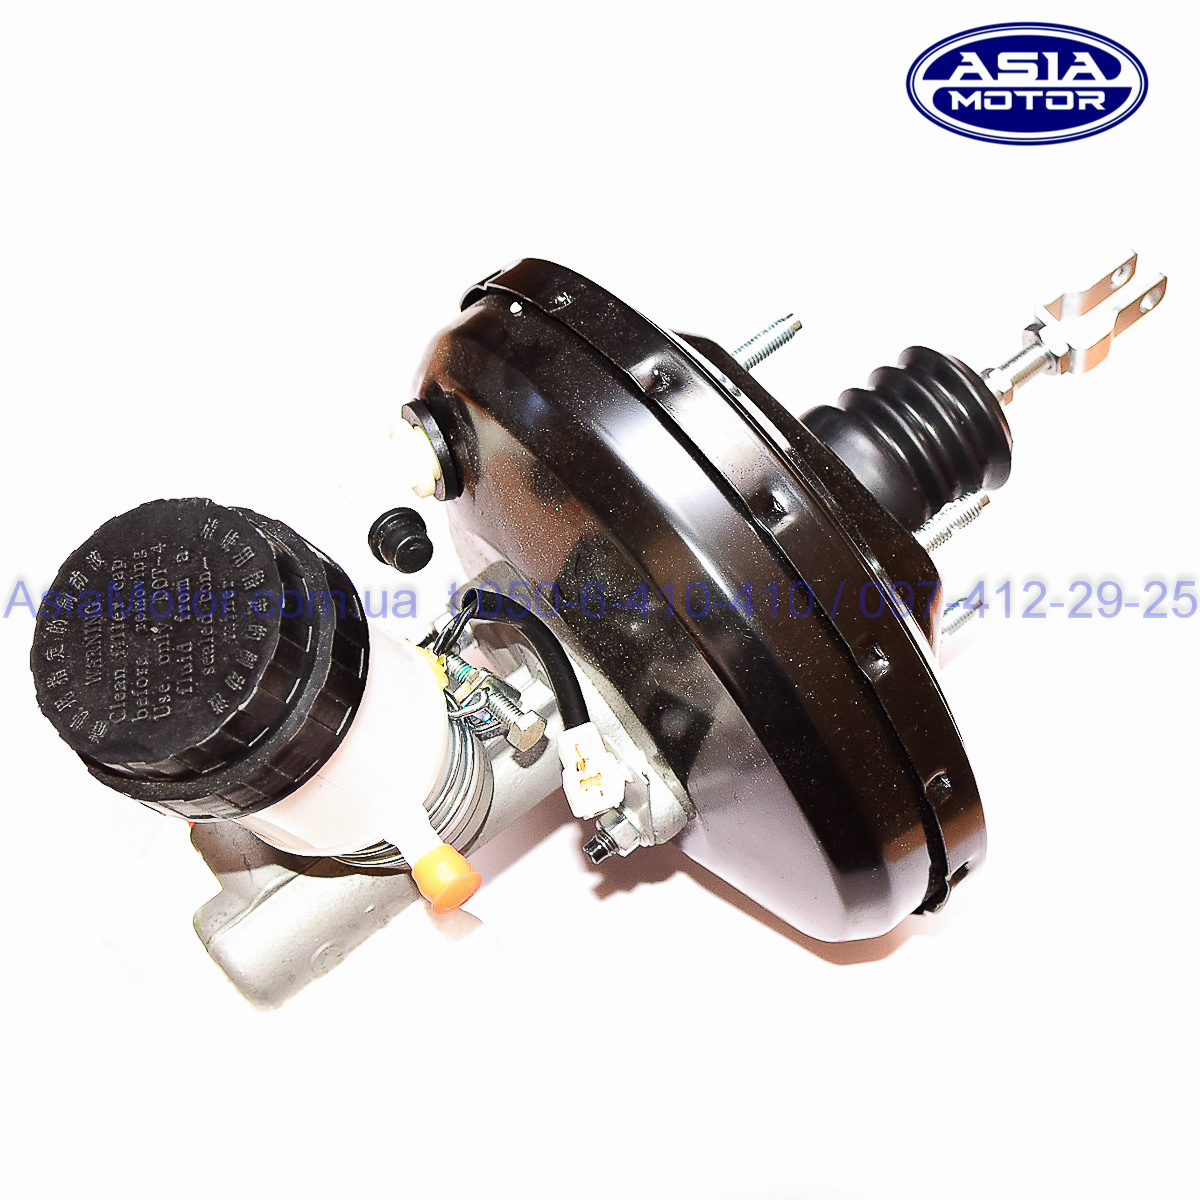 ASIA
MOTOR
AsiaMotor.com.ua t.050-6-410-410 / 097-412-29-25
WARNING
Clean filler cap
before removing
Use only DOT-4
fluid from a
sealed con-
tainer